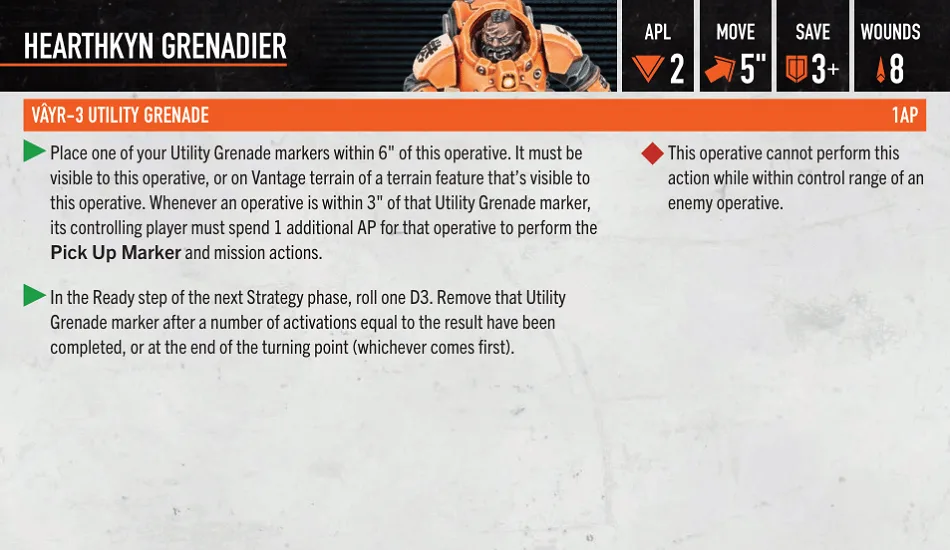 HEARTHKYN GRENADIER
APL
2
MOVE
5"
SAVE
3+
WOUNDS
8
VÂYR-3 UTILITY GRENADE 1AP
Place one of your Utility Grenade markers within 6" of this operative. It must be
visible to this operative, or on Vantage terrain of a terrain feature that's visible to
this operative. Whenever an operative is within 3" of that Utility Grenade marker,
its controlling player must spend 1 additional AP for that operative to perform the
Pick Up Marker and mission actions.
In the Ready step of the next Strategy phase, roll one D3. Remove that Utility
Grenade marker after a number of activations equal to the result have been
completed, or at the end of the turning point (whichever comes first).
This operative cannot perform this
action while within control range of an
enemy operative.